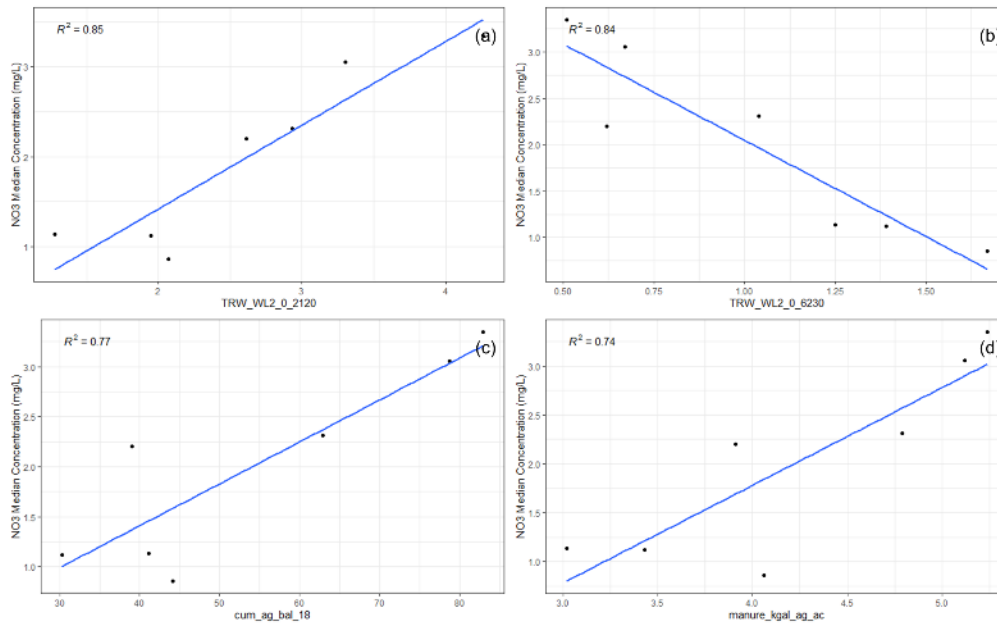 R² = 0.85
(a)
NO3 Median Concentration (mg/L)
3
2
1
2
3
4
TRW_WL2_0_2120
R² = 0.84
(b)
NO3 Median Concentration (mg/L)
3.0
2.5
2.0
1.5
1.0
0.50
0.75
1.00
1.25
1.50
TRW_WL2_0_6230
R² = 0.77
(c)
NO3 Median Concentration (mg/L)
3.0
2.5
2.0
1.5
1.0
30
40
50
60
70
80
cum_ag_bal_18
R² = 0.74
(d)
NO3 Median Concentration (mg/L)
3.0
2.5
2.0
1.5
1.0
3.0
3.5
4.0
4.5
5.0
manure_kgal_ag_ac